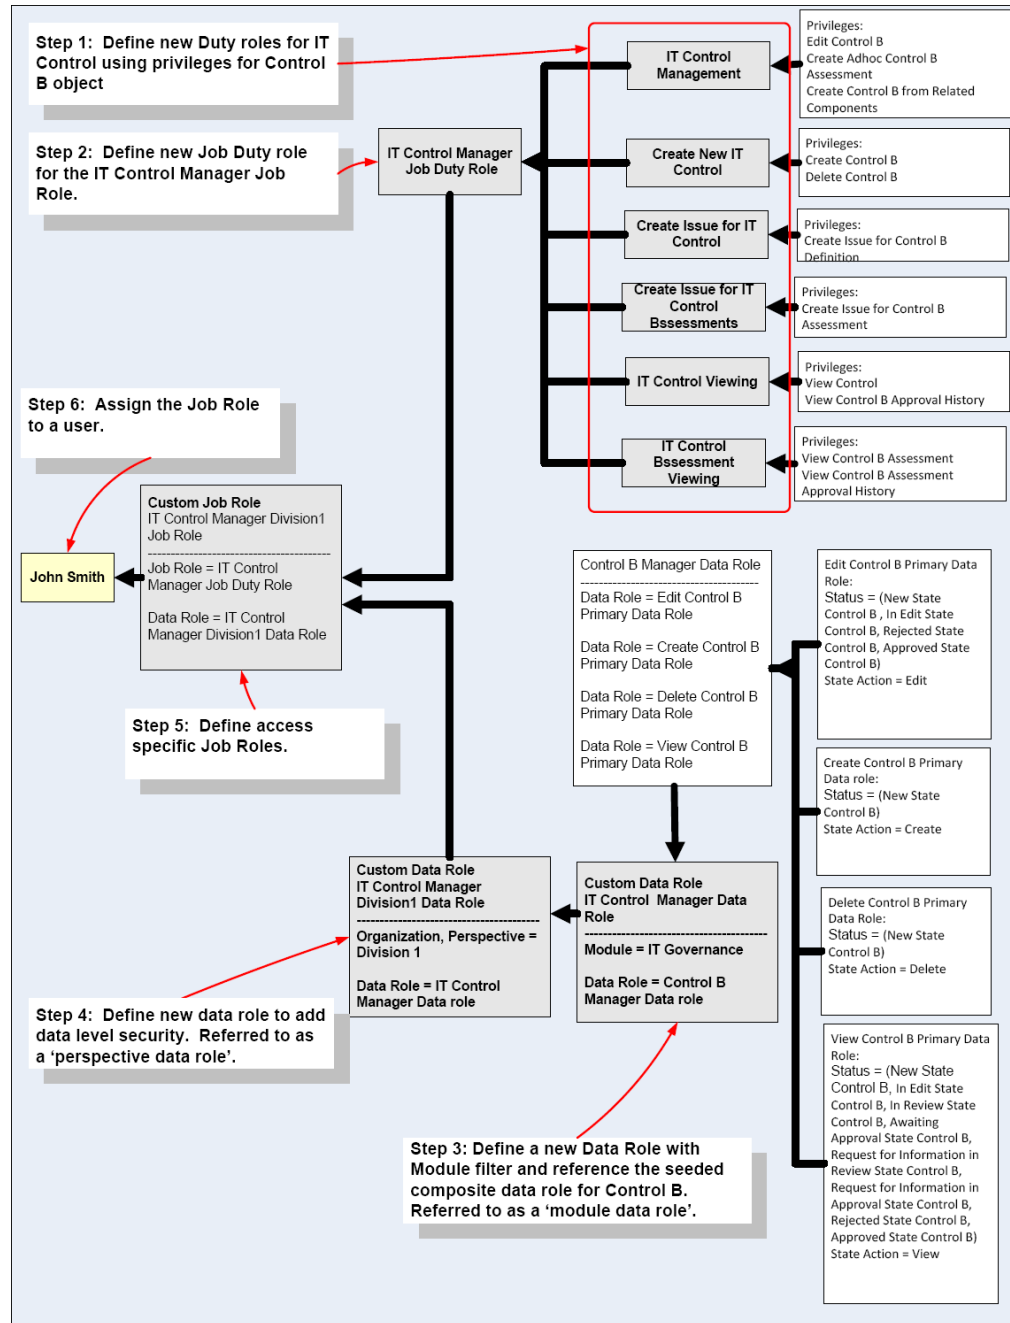 Step 1:  Define new Duty roles for IT
Control using privileges for Control
B object
IT Control
Management
Privileges:
Edit Control B
Create Adhoc Control B
Assessment
Create Control B from Related
Components
Step 2:  Define new Job Duty role
for the IT Control Manager Job
Role.
IT Control Manager
Job Duty Role
Create New IT
Control
Privileges:
Create Control B
Delete Control B
Create Issue for IT
Control
Privileges:
Create Issue for Control B
Definition
Create Issue for IT
Control
Bssessments
Privileges:
Create Issue for Control B
Assessment
IT Control Viewing
Privileges:
View Control
View Control B Approval History
IT Control
Bssessment
Viewing
Privileges:
View Control B Assessment
View Control B Assessment
Approval History
Step 6:  Assign the Job Role
to a user.
John Smith
Custom Job Role
IT Control Manager Division1
Job Role
----------------------------------------
Job Role = IT Control
Manager Job Duty Role
Data Role = IT Control
Manager Division1 Data Role
Step 5:  Define access
specific Job Roles.
Control B Manager Data Role
----------------------------------------
Data Role = Edit Control B
Primary Data Role
Data Role = Create Control B
Primary Data Role
Data Role = Delete Control B
Primary Data Role
Data Role = View Control B
Primary Data Role
Edit Control B Primary Data
Role:
Status = (New State
Control B , In Edit State
Control B, Rejected State
Control B, Approved State
Control B)
State Action = Edit
Create Control B Primary
Data role:
Status = (New State
Control B)
State Action = Create
Delete Control B Primary
Data Role:
Status = (New State
Control B)
State Action = Delete
View Control B Primary Data
Role:
Status = (New State
Control B, In Edit State
Control B, In Review State
Control B, Awaiting
Approval State Control B,
Request for Information in
Review State Control B,
Request for Information in
Approval State Control B,
Rejected State Control B,
Approved State Control B)
State Action = View
Custom Data Role
IT Control Manager
Division1 Data Role
----------------------------------------
Organization, Perspective =
Division 1
Data Role = IT Control
Manager Data role
Custom Data Role
IT Control  Manager Data
Role
----------------------------------------
Module = IT Governance
Data Role = Control B
Manager Data role
Step 4:  Define new data role to add
data level security.  Referred to as
a ‘perspective data role’.
Step 3: Define a new Data Role with
Module filter and reference the seeded
composite data role for Control B.
Referred to as a ‘module data role’.